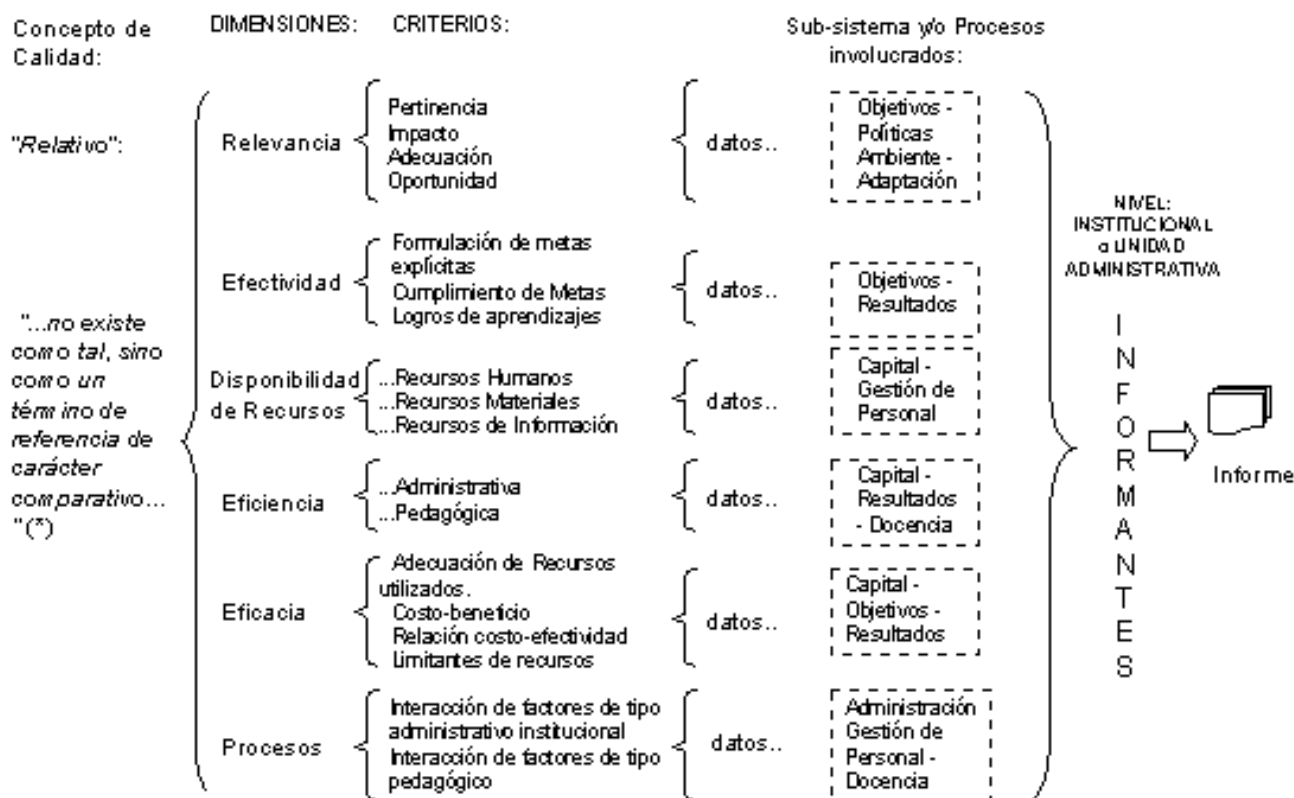 Concepto de
Calidad:
DIMENSIONES:
CRITERIOS:
Sub-sistema y/o Procesos
involucrados:
"Relativo":
"...no existe
como tal, sino
como un
término de
referencia de
carácter
comparativo...
"(*)
Relevancia
Pertinencia
Impacto
Adecuación
Oportunidad
datos..
Objetivos -
Políticas
Ambiente -
Adaptación
Efectividad
Formulación de metas
explícitas
Cumplimiento de Metas
Logros de aprendizajes
datos..
Objetivos -
Resultados
Disponibilidad
de Recursos
...Recursos Humanos
...Recursos Materiales
...Recursos de Información
datos..
Capital -
Gestión de
Personal
Eficiencia
...Administrativa
...Pedagógica
datos..
Capital -
Resultados
- Docencia
Eficacia
Adecuación de Recursos
utilizados.
Costo-beneficio
Relación costo-efectividad
Limitantes de recursos
datos..
Capital -
Objetivos -
Resultados
Procesos
Interacción de factores de tipo
administrativo institucional
Interacción de factores de tipo
pedagógico
datos..
Administración
Gestión de
Personal -
Docencia
NIVEL:
INSTITUCIONAL
o UNIDAD
ADMINISTRATIVA
INFORMANTES
Informe